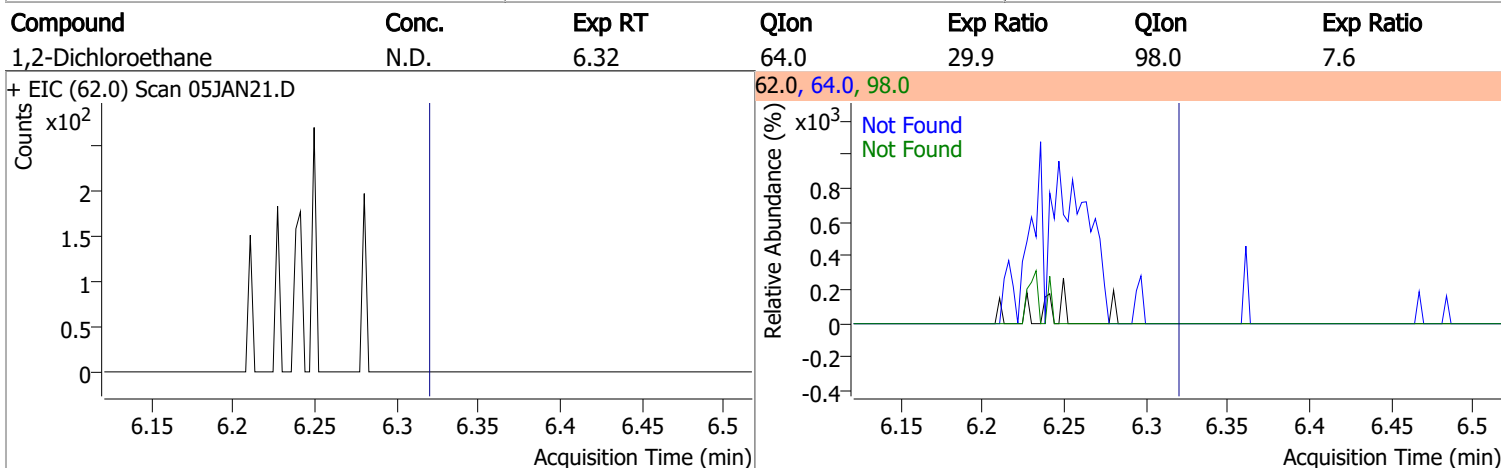 Compound Conc. Exp RT QIon Exp Ratio QIon Exp Ratio
1,2-Dichloroethane N.D. 6.32 64.0 29.9 98.0 7.6
+ EIC (62.0) Scan 05JAN21.D
Counts
x10²
2
1.5
1
0.5
0
6.15 6.2 6.25 6.3 6.35 6.4 6.45 6.5
Acquisition Time (min)
62.0, 64.0, 98.0
Relative Abundance (%)
x10³
Not Found
Not Found
0.8
0.6
0.4
0.2
0
-0.2
-0.4
6.15 6.2 6.25 6.3 6.35 6.4 6.45 6.5
Acquisition Time (min)